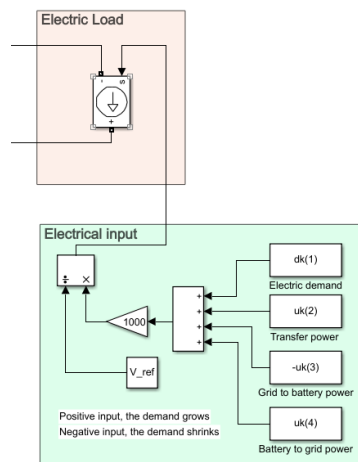 Electric Load
-
s
+
Electrical input
÷
×
1000
V_ref
+
+
+
+
dk(1)
Electric demand
uk(2)
Transfer power
-uk(3)
Grid to battery power
uk(4)
Battery to grid power
Positive input, the demand grows
Negative input, the demand shrinks